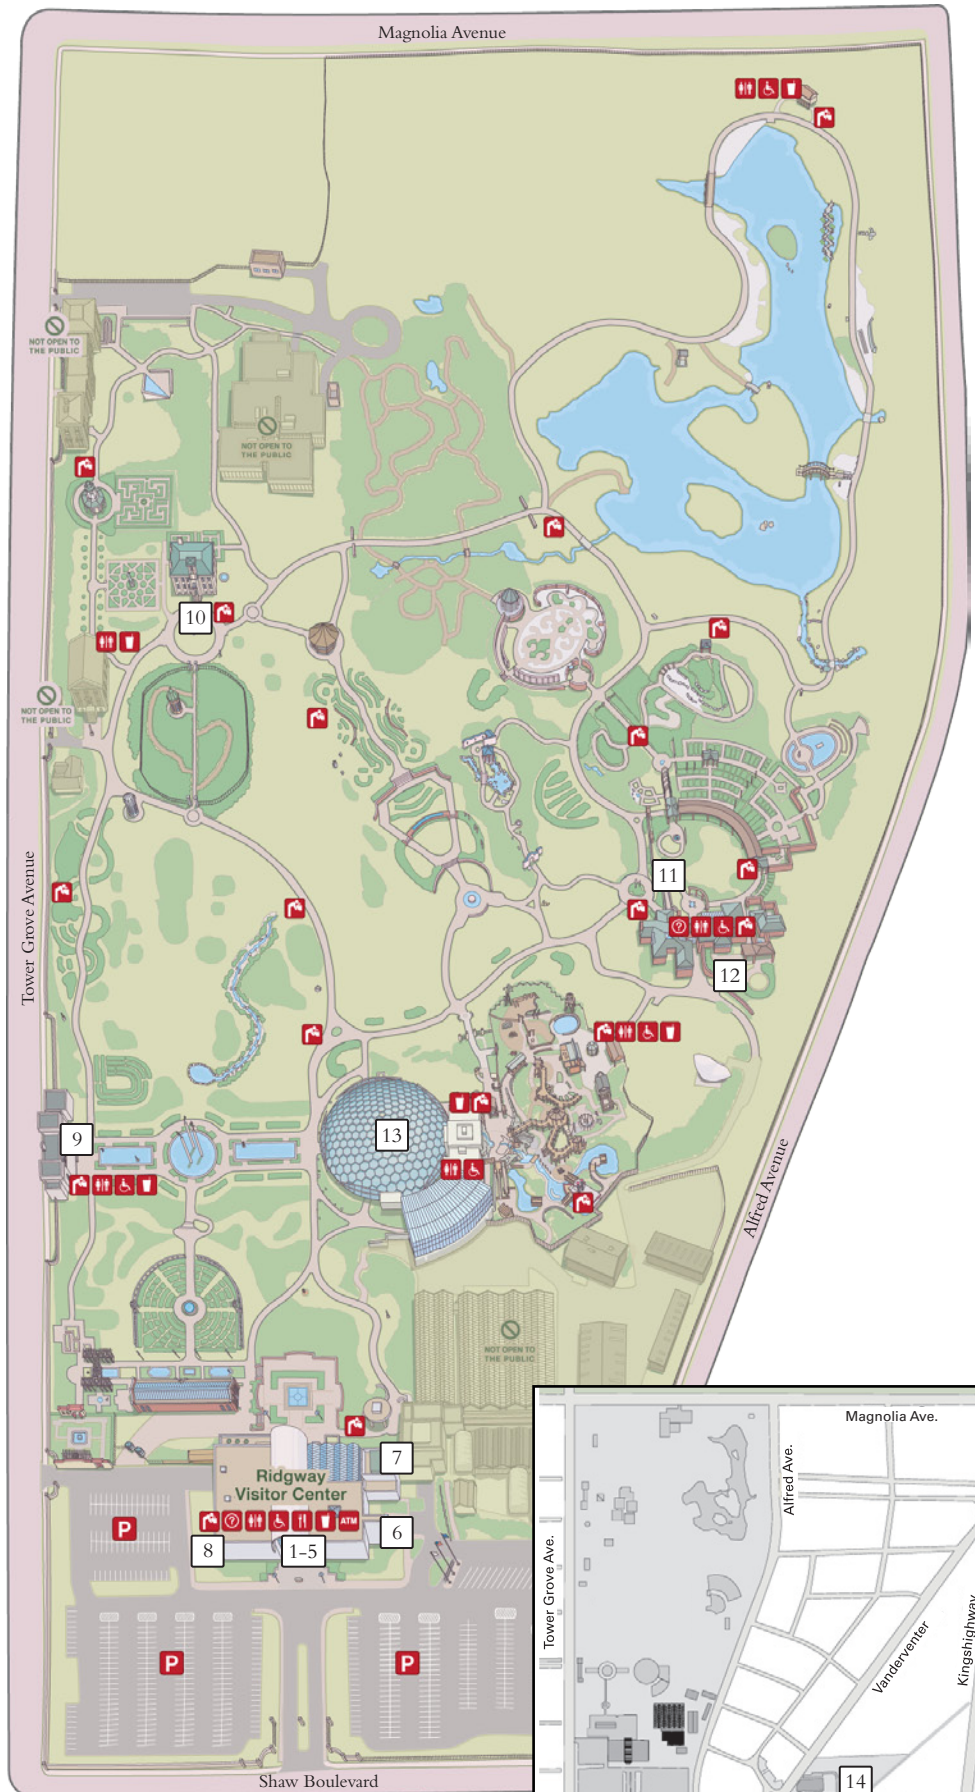 Magnolia Avenue
NOT OPEN TO
THE PUBLIC
NOT OPEN TO
THE PUBLIC
10
NOT OPEN TO
THE PUBLIC
Tower Grove Avenue
11
?
12
13
9
Alfred Avenue
NOT OPEN TO
THE PUBLIC
7
Ridgway
Visitor Center
? ATM
6
8
1-5
P
P
P
Shaw Boulevard
Magnolia Ave.
Alfred Ave.
Tower Grove Ave.
Vanderventer
Kingshighway
14